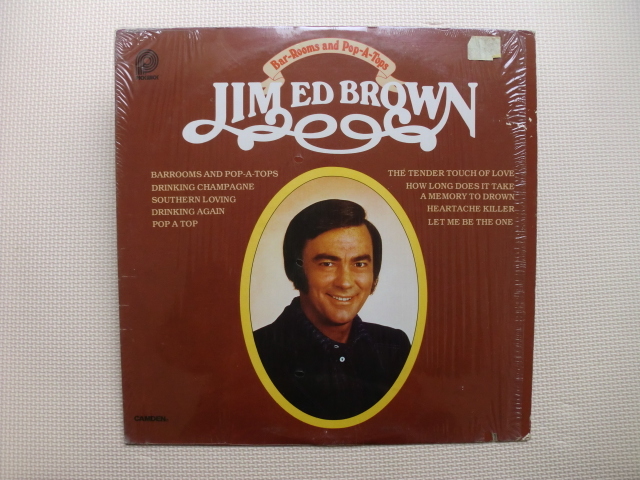 Bar-Rooms and Pop-A-Tops
JIM ED BROWN
BARROOMS AND POP-A-TOPS
DRINKING CHAMPAGNE
SOUTHERN LOVING
DRINKING AGAIN
POP A TOP
THE TENDER TOUCH OF LOVE
HOW LONG DOES IT TAKE
A MEMORY TO DROWN
HEARTACHE KILLER
LET ME BE THE ONE
CAMDEN